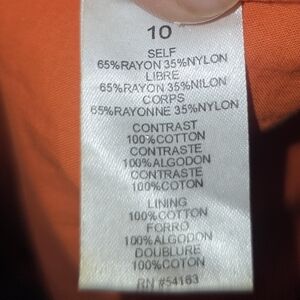 10
SELF
65%RAYON 35%NYLON
LIBRE
65%RAYON 35%NILON
CORPS
65%RAYONNE 35%NYLON
CONTRAST
100%COTTON
CONTRASTE
100%ALGODON
CONTRASTE
100%COTON
LINING
100%COTTON
FORRO
100%ALGODON
DOUBLURE
100%COTON
RN #54163